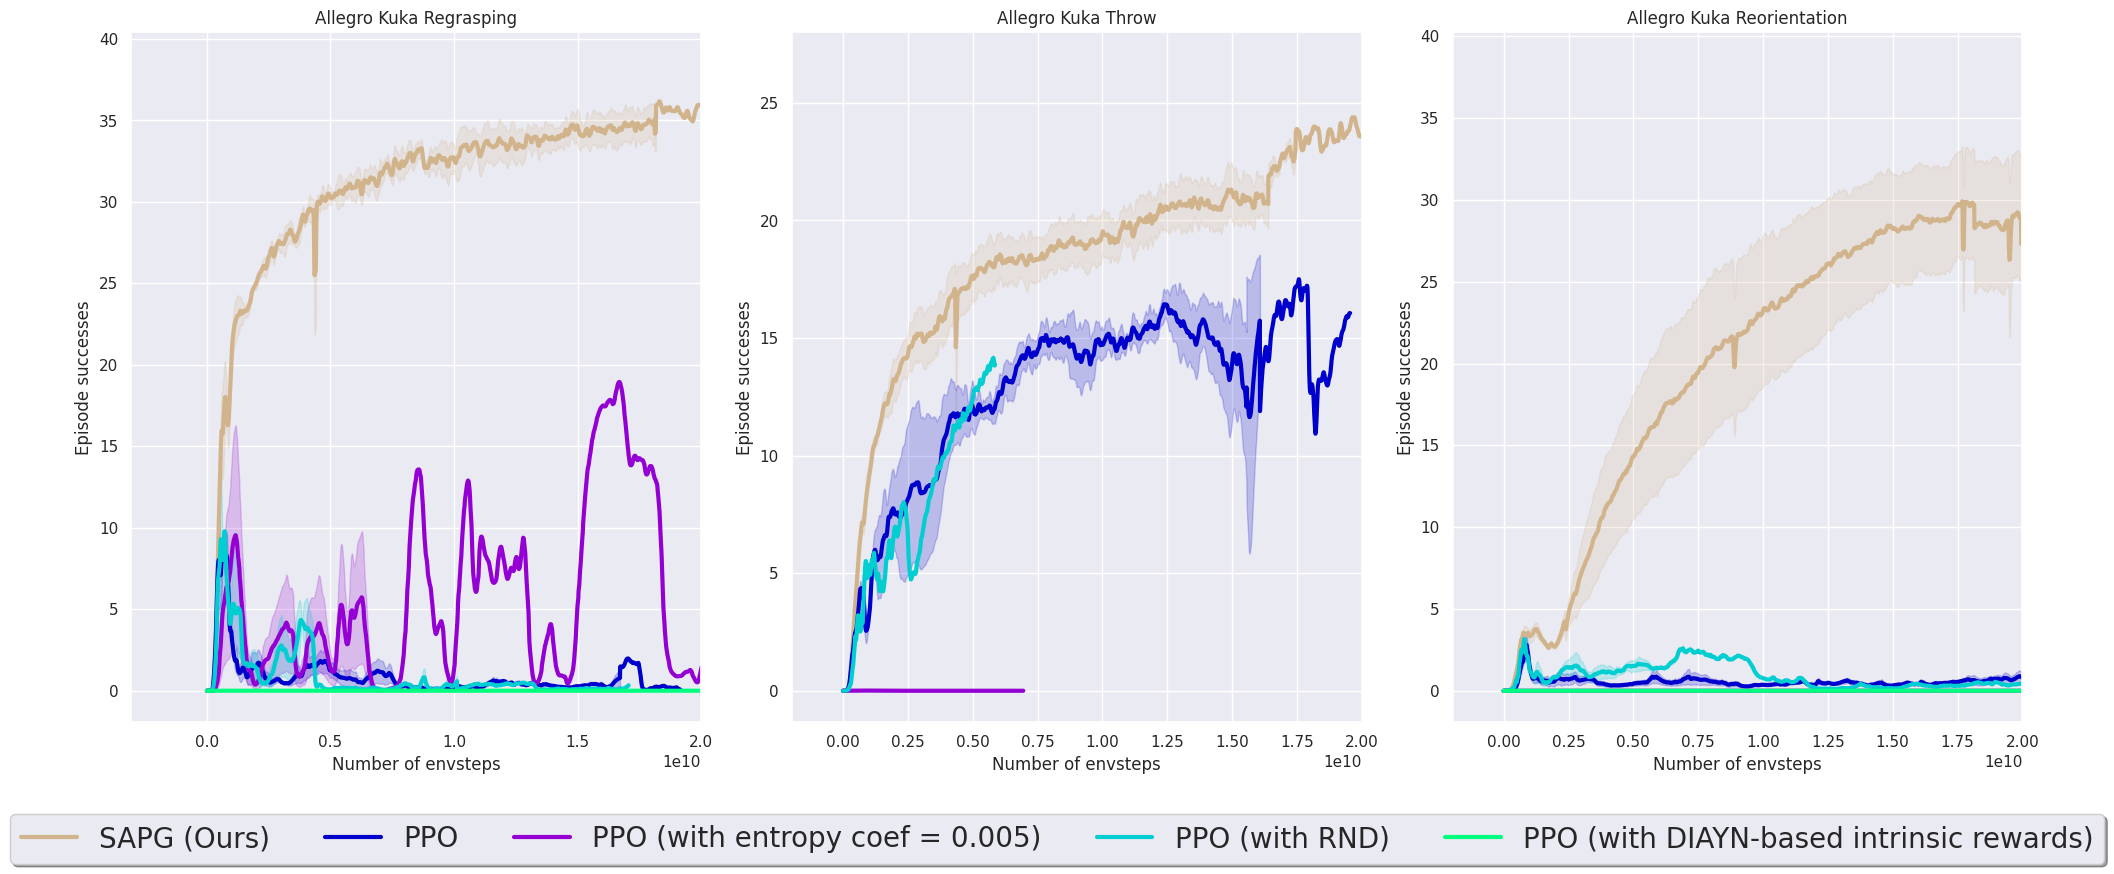 Allegro Kuka Regrasping
40
35
30
25
20
15
10
5
0
Episode successes
0.0 0.5 1.0 1.5 2.0
Number of envsteps
1e10
Allegro Kuka Throw
25
20
15
10
5
0
Episode successes
0.00 0.25 0.50 0.75 1.00 1.25 1.50 1.75 2.00
Number of envsteps
1e10
Allegro Kuka Reorientation
40
35
30
25
20
15
10
5
0
Episode successes
0.00 0.25 0.50 0.75 1.00 1.25 1.50 1.75 2.00
Number of envsteps
1e10
SAPG (Ours) PPO PPO (with entropy coef = 0.005) PPO (with RND) PPO (with DIAYN-based intrinsic rewards)